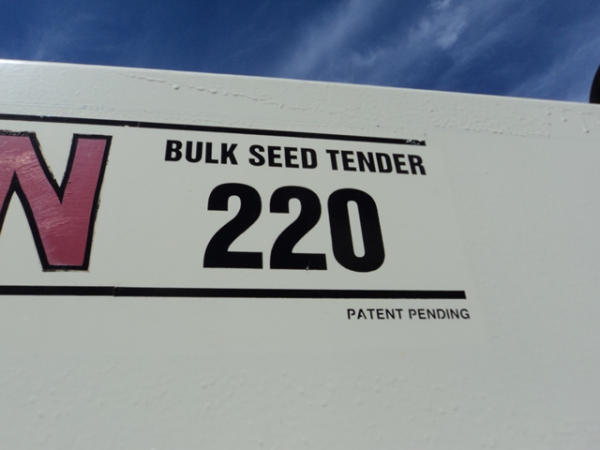 BULK SEED TENDER
220
PATENT PENDING